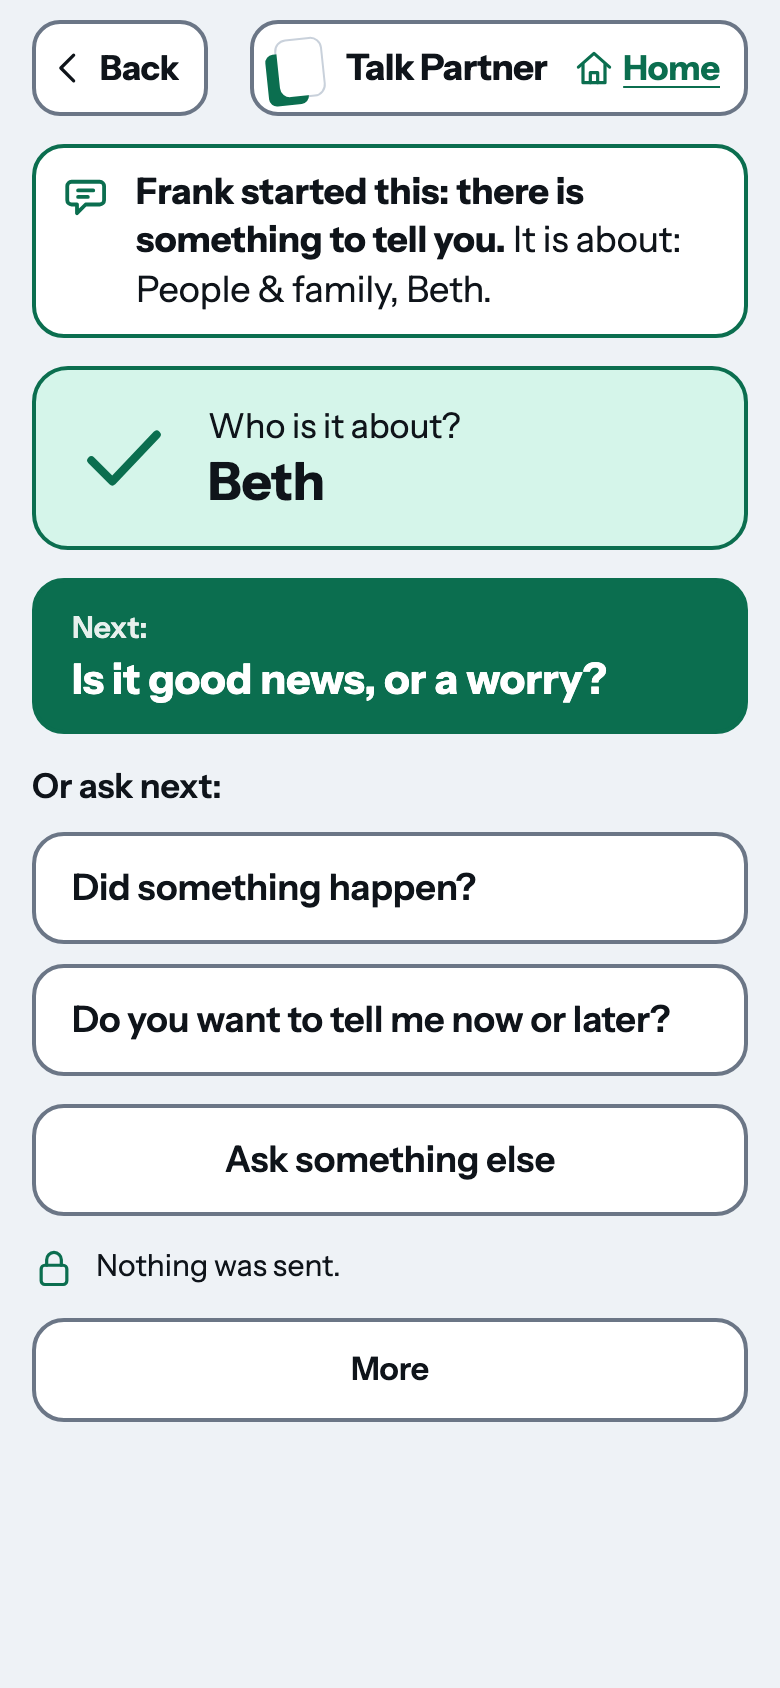 Back
Talk Partner
Home
Frank started this: there is
something to tell you. It is about:
People & family, Beth.
Who is it about?
Beth
Next:
Is it good news, or a worry?
Or ask next:
Did something happen?
Do you want to tell me now or later?
Ask something else
Nothing was sent.
More